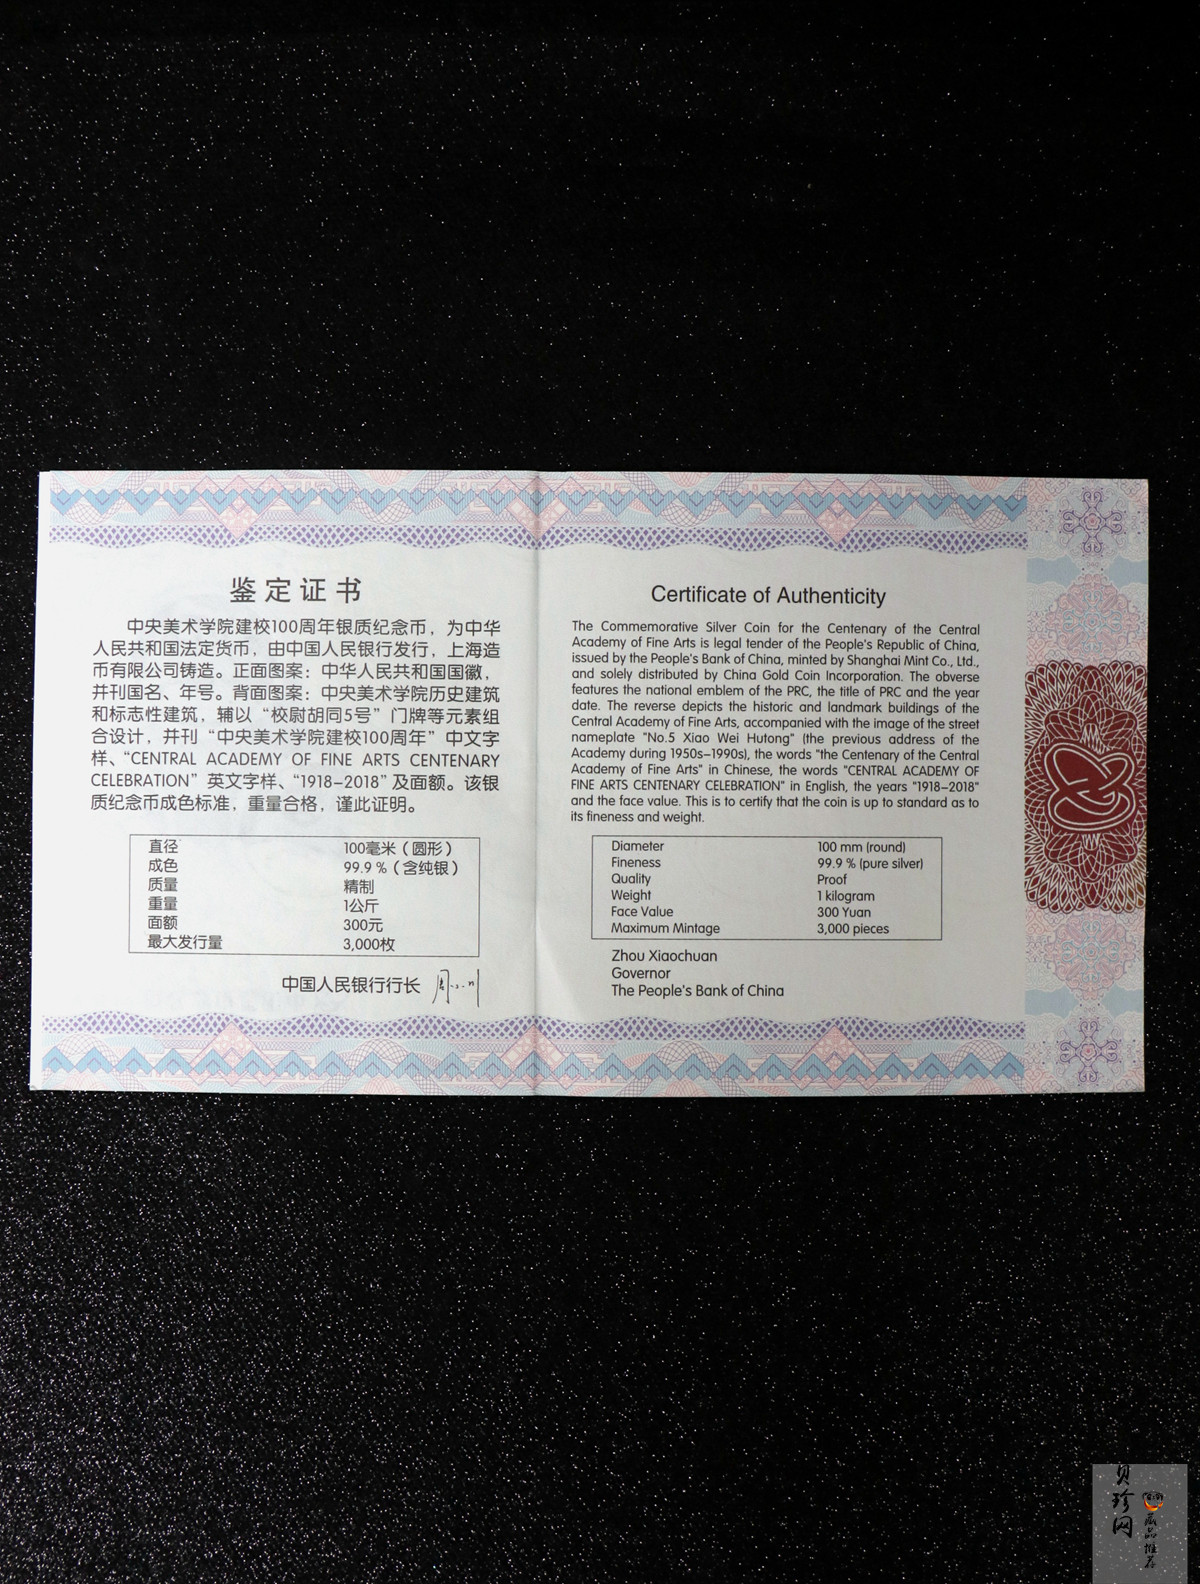 鉴定证书
中央美术学院建校100周年银质纪念币，为中华
人民共和国法定货币，由中国人民银行发行，上海造
币有限公司铸造。正面图案：中华人民共和国国徽，
并刊国名、年号。背面图案：中央美术学院历史建筑
和标志性建筑，辅以“校尉胡同5号”门牌等元素组
合设计，并刊“中央美术学院建校100周年”中文字
样、“CENTRAL ACADEMY OF FINE ARTS CENTENARY
CELEBRATION”英文字样、“1918-2018”及面额。该银
质纪念币成色标准，重量合格，谨此证明。
直径 100毫米（圆形）
成色 99.9 %（含纯银）
质量 精制
重量 1公斤
面额 300元
最大发行量 3,000枚
中国人民银行行长
Certificate of Authenticity
The Commemorative Silver Coin for the Centenary of the Central
Academy of Fine Arts is legal tender of the People's Republic of China,
issued by the People's Bank of China, minted by Shanghai Mint Co., Ltd.,
and solely distributed by China Gold Coin Incorporation. The obverse
features the national emblem of the PRC, the title of PRC and the year
date. The reverse depicts the historic and landmark buildings of the
Central Academy of Fine Arts, accompanied with the image of the street
nameplate "No.5 Xiao Wei Hutong" (the previous address of the
Academy during 1950s-1990s), the words "the Centenary of the Central
Academy of Fine Arts" in Chinese, the words "CENTRAL ACADEMY OF
FINE ARTS CENTENARY CELEBRATION" in English, the years "1918-2018"
and the face value. This is to certify that the coin is up to standard as to
its fineness and weight.
Diameter 100 mm (round)
Fineness 99.9 % (pure silver)
Quality Proof
Weight 1 kilogram
Face Value 300 Yuan
Maximum Mintage 3,000 pieces
Zhou Xiaochuan
Governor
The People's Bank of China
贝珍网
藏品推荐